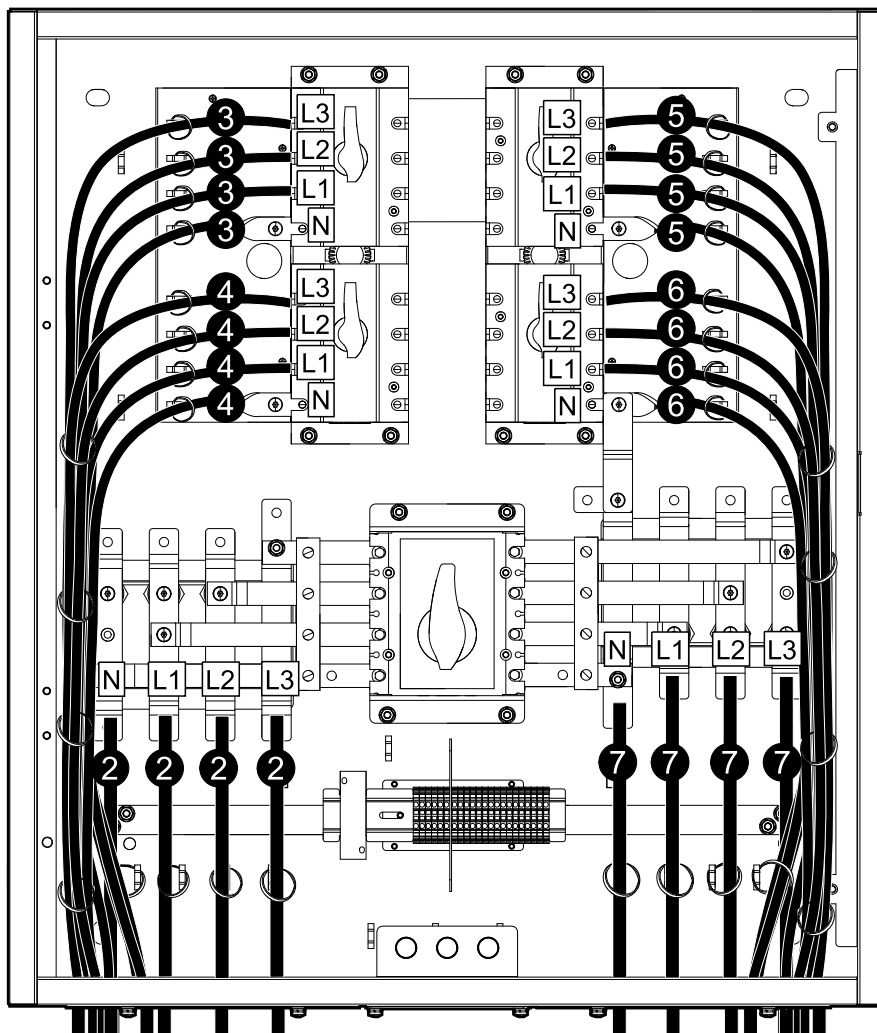 3 L3 L3 5
3 L2 L2 5
3 L1 L1 5
3 N N 5
4 L3 L3 6
4 L2 L2 6
4 L1 L1 6
4 N N 6
N L1 L2 L3 N L1 L2 L3
2 2 2 2 7 7 7 7